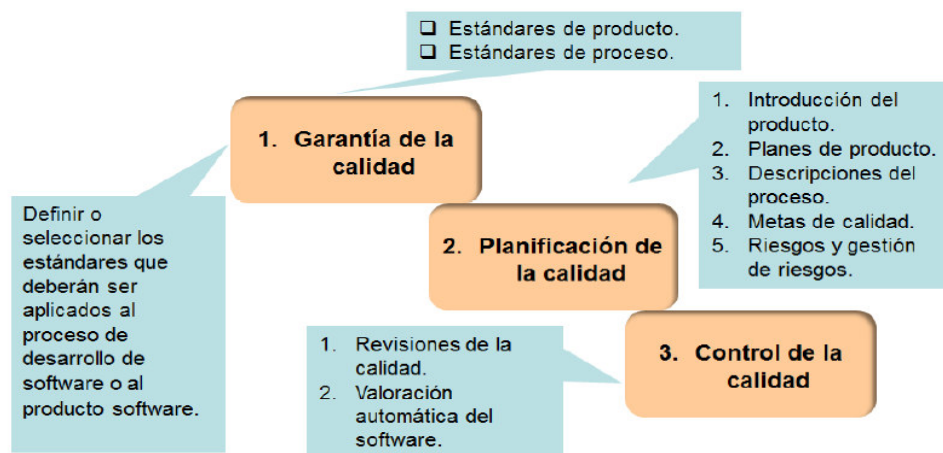 ❑ Estándares de producto.
❑ Estándares de proceso.
1. Garantía de la
calidad
Definir o
seleccionar los
estándares que
deberán ser
aplicados al
proceso de
desarrollo de
software o al
producto software.
2. Planificación de
la calidad
1. Introducción del
producto.
2. Planes de producto.
3. Descripciones del
proceso.
4. Metas de calidad.
5. Riesgos y gestión
de riesgos.
3. Control de la
calidad
1. Revisiones de la
calidad.
2. Valoración
automática del
software.